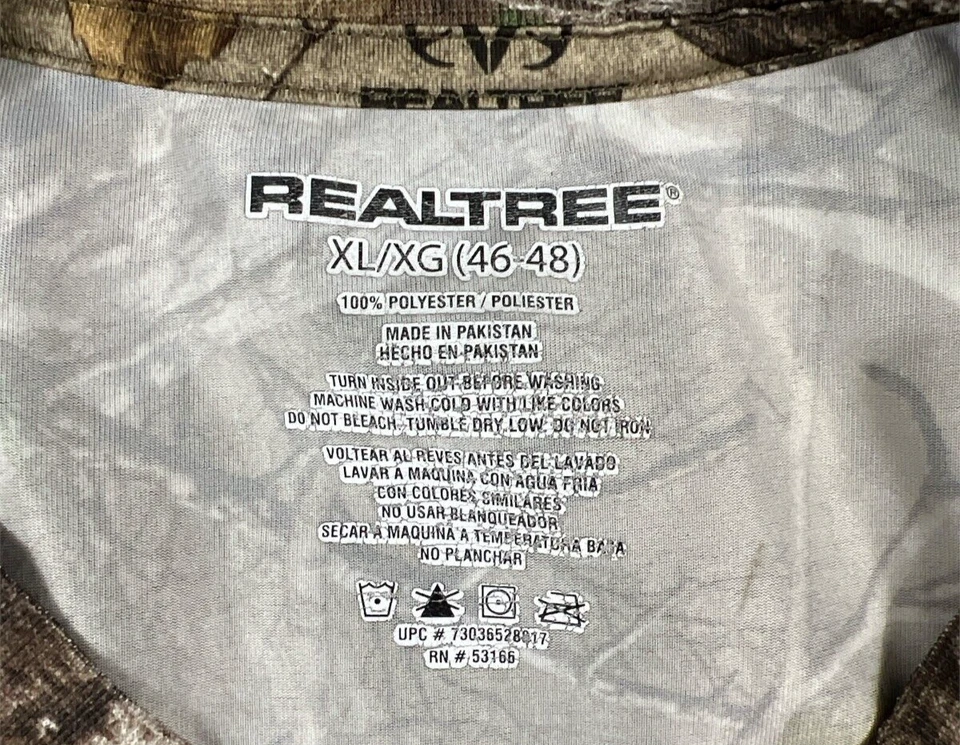 REALTREE
REALTREE®
XL/XG (46-48)
100% POLYESTER / POLIESTER
MADE IN PAKISTAN
HECHO EN PAKISTAN
TURN INSIDE OUT BEFORE WASHING
MACHINE WASH COLD WITH LIKE COLORS
DO NOT BLEACH. TUMBLE DRY LOW. DO NOT IRON
VOLTEAR AL REVES ANTES DEL LAVADO
LAVAR A MAQUINA CON AGUA FRIA
CON COLORES SIMILARES
NO USAR BLANQUEADOR
SECAR A MAQUINA A TEMPERATURA BAJA
NO PLANCHAR
UPC #
RN # 53166